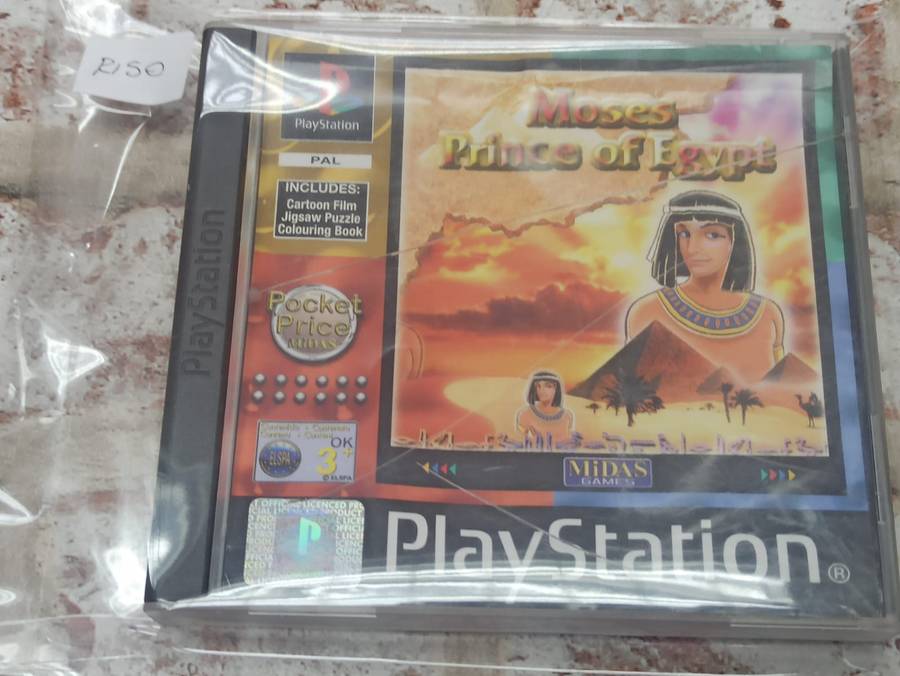 R150
PlayStation
PlayStation
PAL
INCLUDES:
Cartoon Film
Jigsaw Puzzle
Colouring Book
Moses
Prince of Egypt
Pocket
Price
MiDAS
OK
ELSPA
3+
© ELSPA
MiDAS
GAMES
PlayStation®